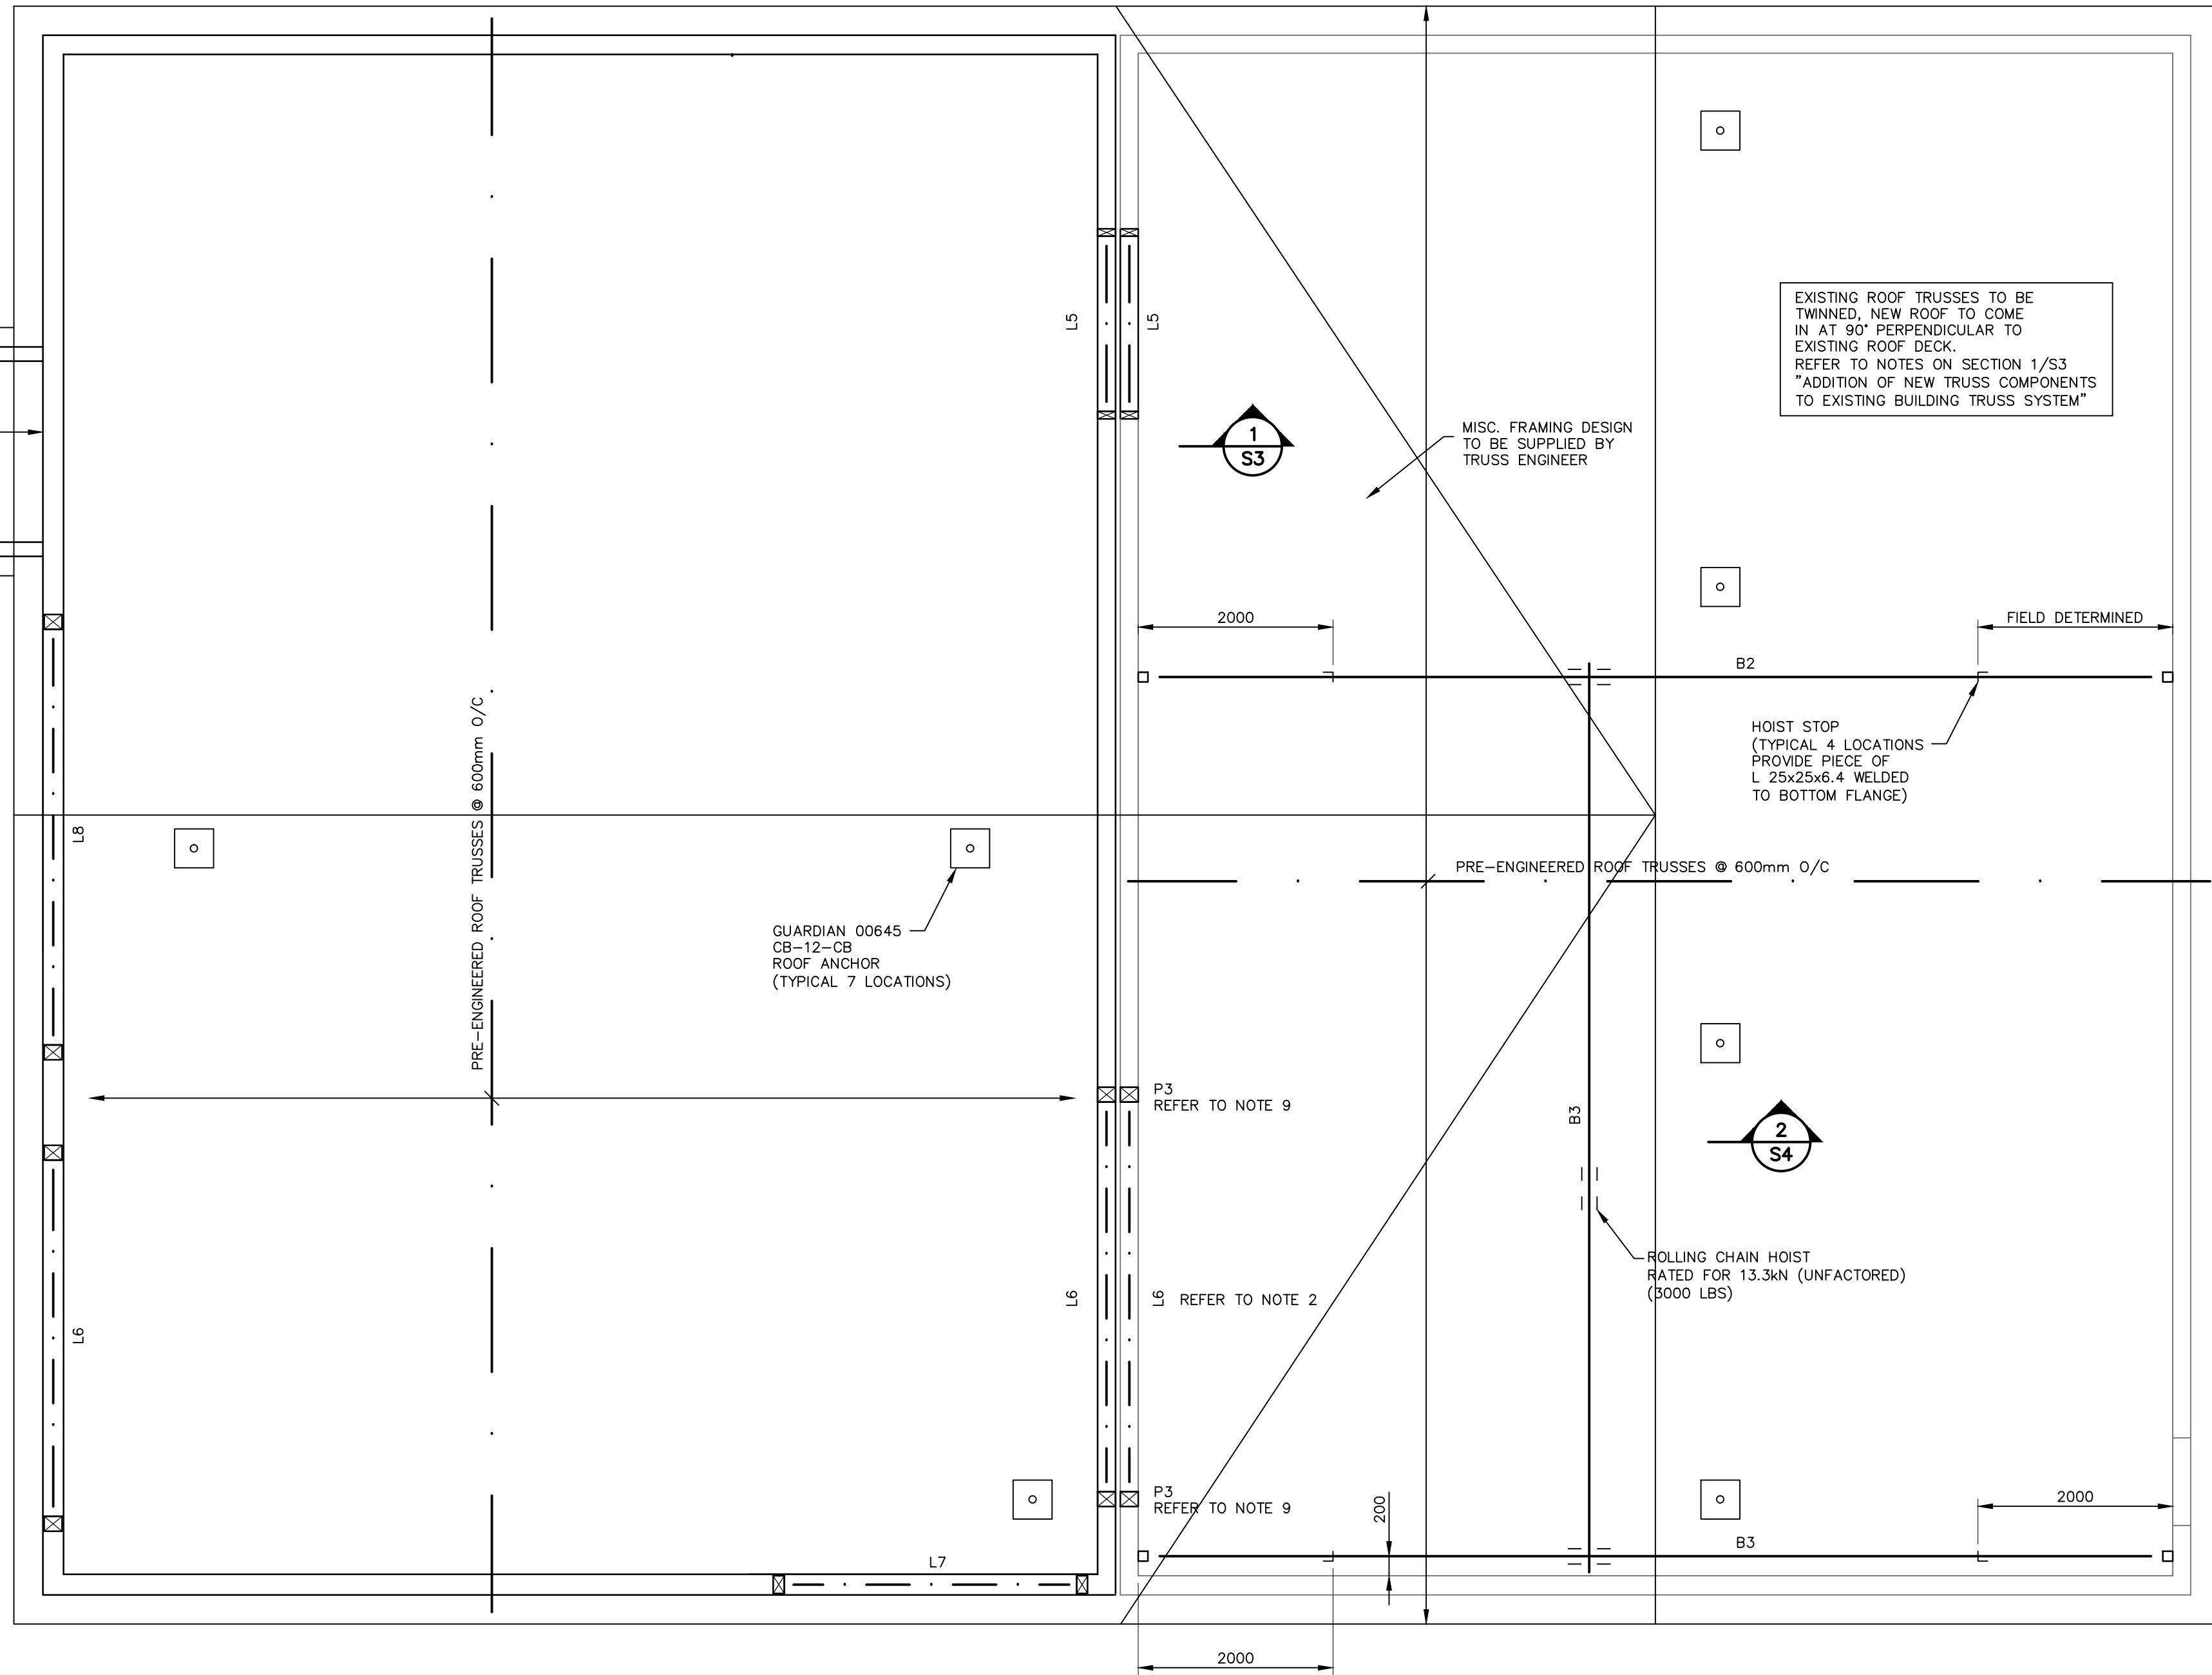 L5
L5
EXISTING ROOF TRUSSES TO BE
TWINNED, NEW ROOF TO COME
IN AT 90° PERPENDICULAR TO
EXISTING ROOF DECK.
REFER TO NOTES ON SECTION 1/S3
"ADDITION OF NEW TRUSS COMPONENTS
TO EXISTING BUILDING TRUSS SYSTEM"
1
S3
MISC. FRAMING DESIGN
TO BE SUPPLIED BY
TRUSS ENGINEER
2000
FIELD DETERMINED
B2
HOIST STOP
(TYPICAL 4 LOCATIONS
PROVIDE PIECE OF
L 25x25x6.4 WELDED
TO BOTTOM FLANGE)
PRE-ENGINEERED ROOF TRUSSES @ 600mm O/C
L8
PRE-ENGINEERED ROOF TRUSSES @ 600mm O/C
GUARDIAN 00645
CB-12-CB
ROOF ANCHOR
(TYPICAL 7 LOCATIONS)
P3
REFER TO NOTE 9
B3
2
S4
ROLLING CHAIN HOIST
RATED FOR 13.3kN (UNFACTORED)
(3000 LBS)
L6
L6
L6 REFER TO NOTE 2
P3
REFER TO NOTE 9
200
2000
B3
L7
2000